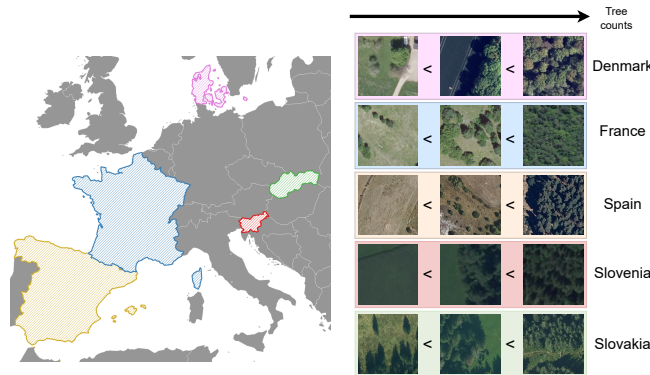 Tree
counts
< < Denmark
< < France
< < Spain
< < Slovenia
< < Slovakia